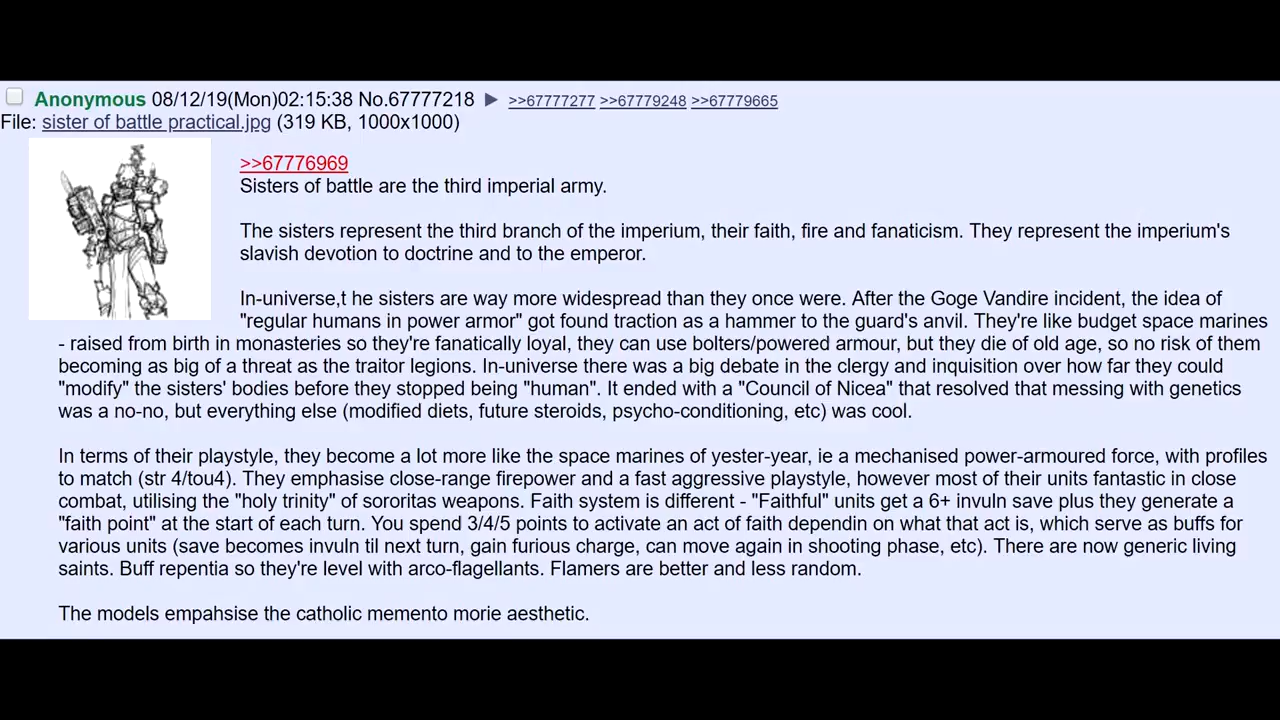 Anonymous 08/12/19(Mon)02:15:38 No.67777218 ▶ >>67777277 >>67779248 >>67779665
File: sister of battle practical.jpg (319 KB, 1000x1000)
>>67776969
Sisters of battle are the third imperial army.
The sisters represent the third branch of the imperium, their faith, fire and fanaticism. They represent the imperium's
slavish devotion to doctrine and to the emperor.
In-universe,t he sisters are way more widespread than they once were. After the Goge Vandire incident, the idea of
"regular humans in power armor" got found traction as a hammer to the guard's anvil. They're like budget space marines
- raised from birth in monasteries so they're fanatically loyal, they can use bolters/powered armour, but they die of old age, so no risk of them
becoming as big of a threat as the traitor legions. In-universe there was a big debate in the clergy and inquisition over how far they could
"modify" the sisters' bodies before they stopped being "human". It ended with a "Council of Nicea" that resolved that messing with genetics
was a no-no, but everything else (modified diets, future steroids, psycho-conditioning, etc) was cool.
In terms of their playstyle, they become a lot more like the space marines of yester-year, ie a mechanised power-armoured force, with profiles
to match (str 4/tou4). They emphasise close-range firepower and a fast aggressive playstyle, however most of their units fantastic in close
combat, utilising the "holy trinity" of sororitas weapons. Faith system is different - "Faithful" units get a 6+ invuln save plus they generate a
"faith point" at the start of each turn. You spend 3/4/5 points to activate an act of faith dependin on what that act is, which serve as buffs for
various units (save becomes invuln til next turn, gain furious charge, can move again in shooting phase, etc). There are now generic living
saints. Buff repentia so they're level with arco-flagellants. Flamers are better and less random.
The models empahsise the catholic memento morie aesthetic.